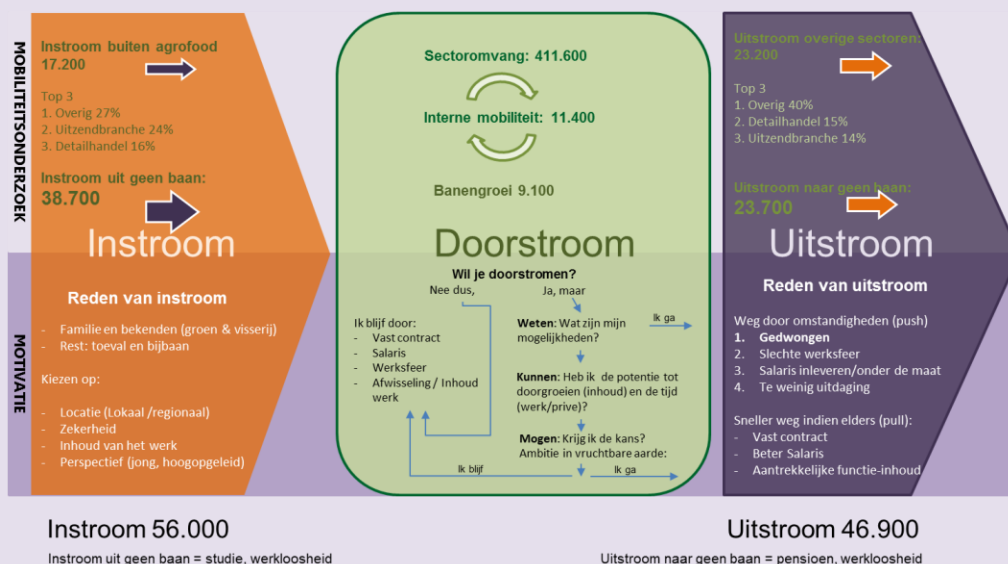 MOBILITEITSONDERZOEK
Instroom buiten agrofood
17.200
Top 3
1. Overig 27%
2. Uitzendbranche 24%
3. Detailhandel 16%
Instroom uit geen baan:
38.700
Instroom
Sectoromvang: 411.600
Interne mobiliteit: 11.400
Banengroei 9.100
Doorstroom
Uitstroom overige sectoren:
23.200
Top 3
1. Overig 40%
2. Detailhandel 15%
3. Uitzendbranche 14%
Uitstroom naar geen baan:
23.700
Uitstroom
MOTIVATIE
Reden van instroom
- Familie en bekenden (groen & visserij)
- Rest: toeval en bijbaan
Kiezen op:
- Locatie (Lokaal /regionaal)
- Zekerheid
- Inhoud van het werk
- Perspectief (jong, hoogopgeleid)
Wil je doorstromen?
Nee dus,
Ja, maar
Ik blijf door:
- Vast contract
- Salaris
- Werksfeer
- Afwisseling / Inhoud
werk
Weten: Wat zijn mijn
mogelijkheden?
Ik ga
Kunnen: Heb ik de potentie tot
doorgroeien (inhoud) en de tijd
(werk/prive)?
Mogen: Krijg ik de kans?
Ambitie in vruchtbare aarde:
Ik blijf
Ik ga
Reden van uitstroom
Weg door omstandigheden (push)
1. Gedwongen
2. Slechte werksfeer
3. Salaris inleveren/onder de maat
4. Te weinig uitdaging
Sneller weg indien elders (pull):
- Vast contract
- Beter Salaris
- Aantrekkelijke functie-inhoud
Instroom 56.000
Instroom uit geen baan = studie, werkloosheid
Uitstroom 46.900
Uitstroom naar geen baan = pensioen, werkloosheid